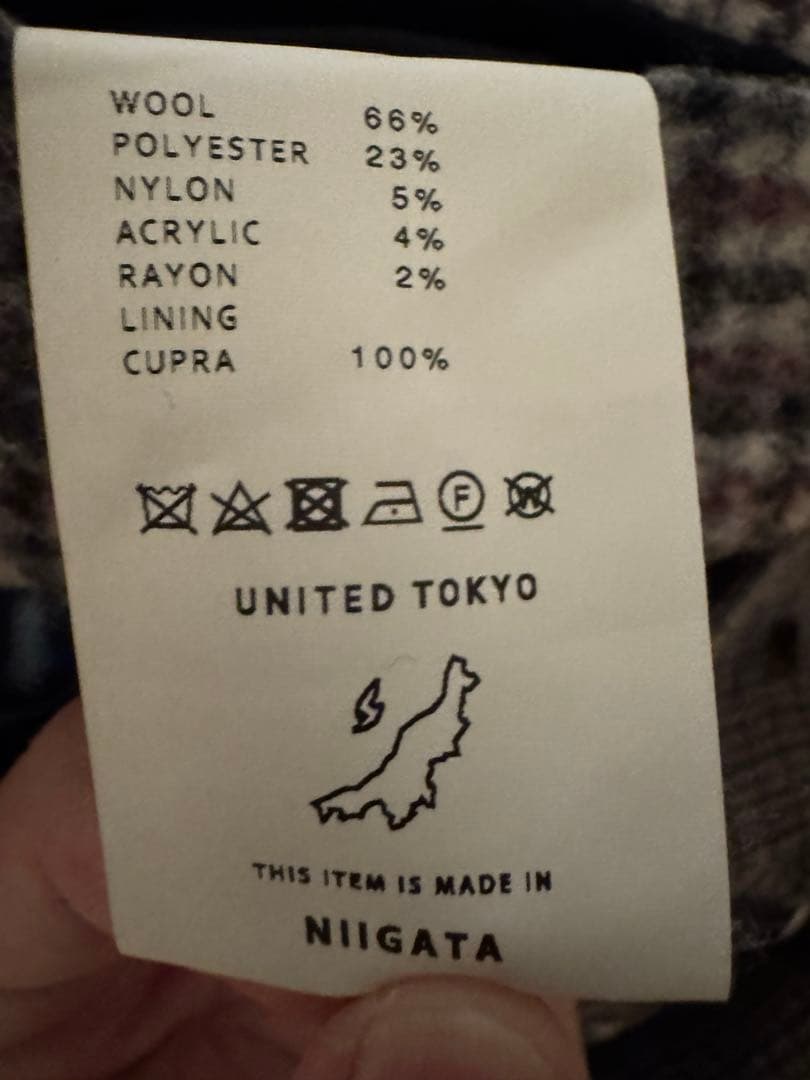 WOOL 66%
POLYESTER 23%
NYLON 5%
ACRYLIC 4%
RAYON 2%
LINING
CUPRA 100%
F W
UNITED TOKYO
THIS ITEM IS MADE IN
NIIGATA